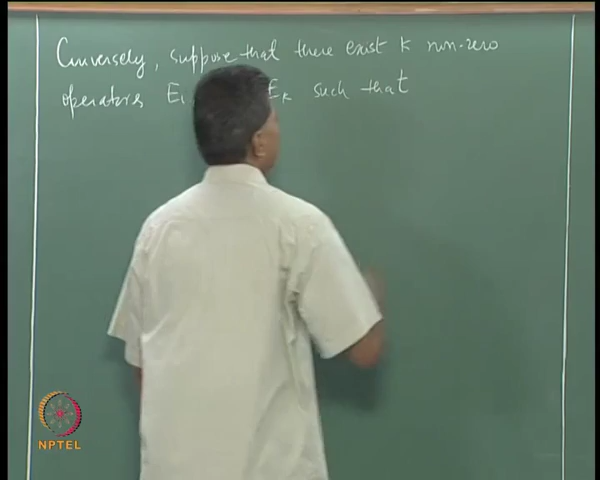 Conversely, suppose that there exist k non-zero
operators E1 Ek such that
NPTEL